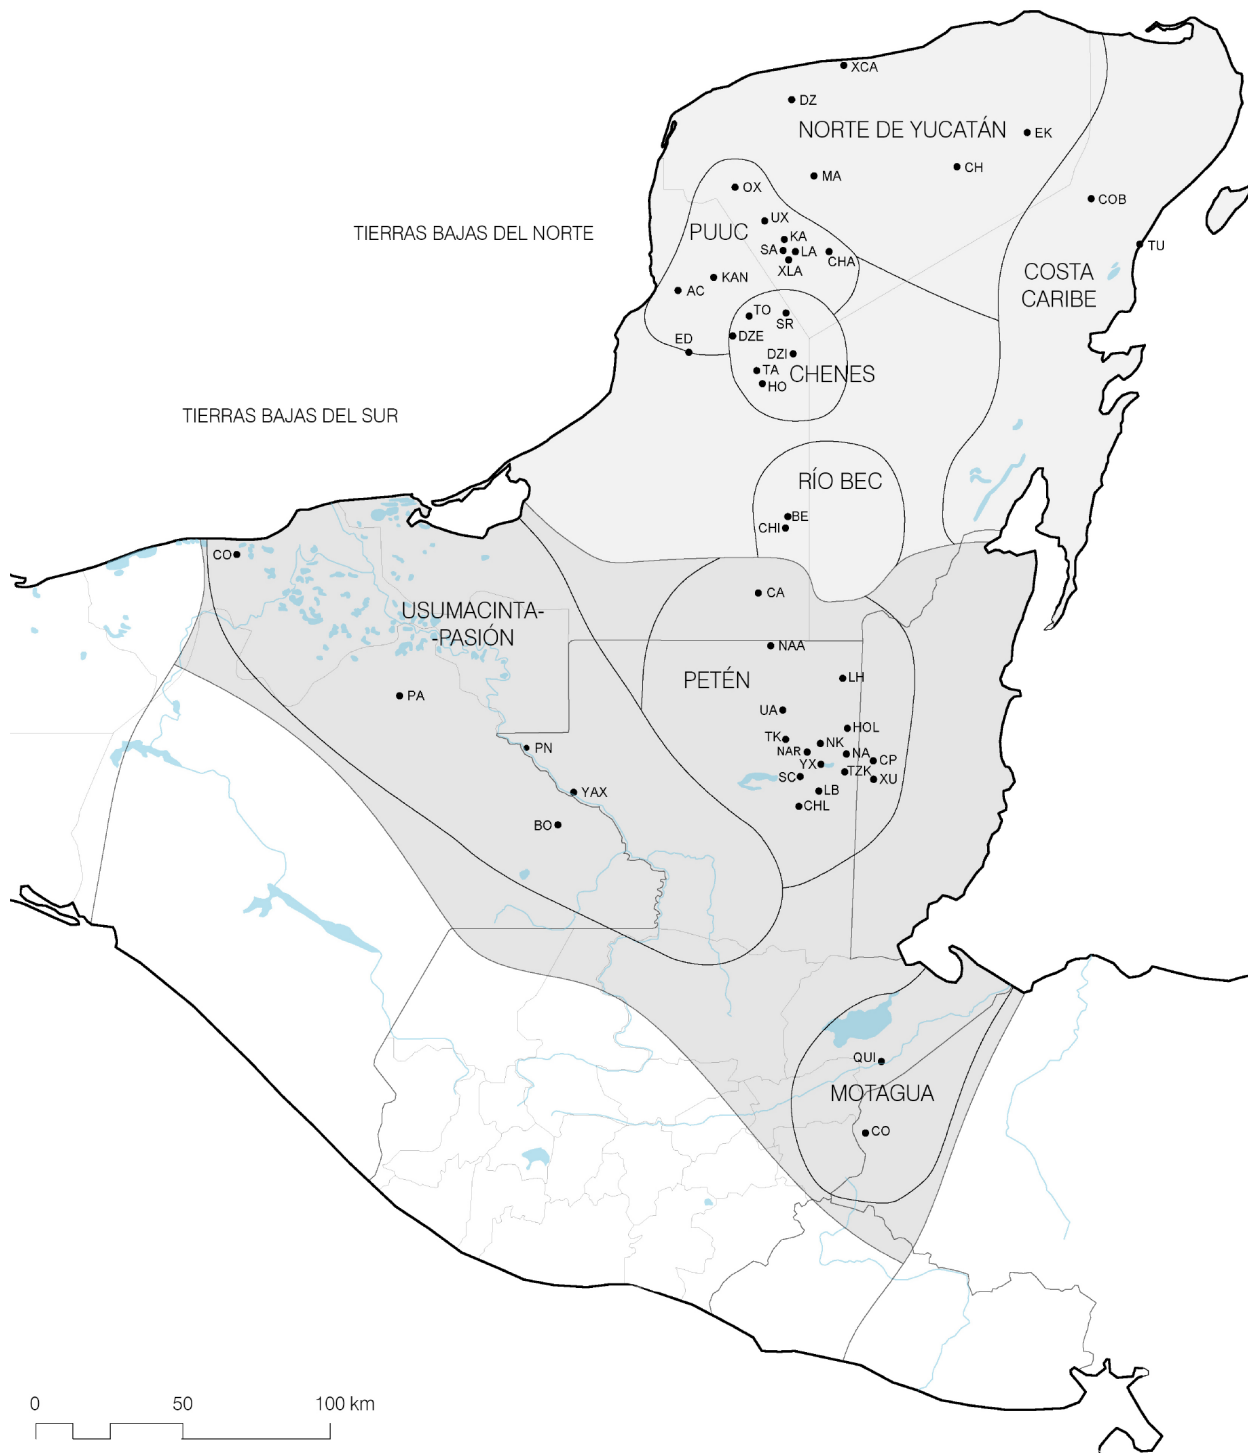 XCA
DZ
NORTE DE YUCATÁN
EK
CH
MA
OX
COB
UX
PUUC
KA
TIERRAS BAJAS DEL NORTE
SA
LA
CHA
TU
XLA
COSTA
CARIBE
KAN
AC
TO
SR
ED
DZE
DZI
TA
CHENES
HO
TIERRAS BAJAS DEL SUR
RÍO BEC
BE
CHI
CO
CA
USUMACINTA-
-PASIÓN
NAA
PETÉN
LH
PA
UA
HOL
TK
NK
PN
NAR
NA
CP
YX
TZK
SC
XU
YAX
LB
CHL
BO
QUI
MOTAGUA
CO
0
50
100 km